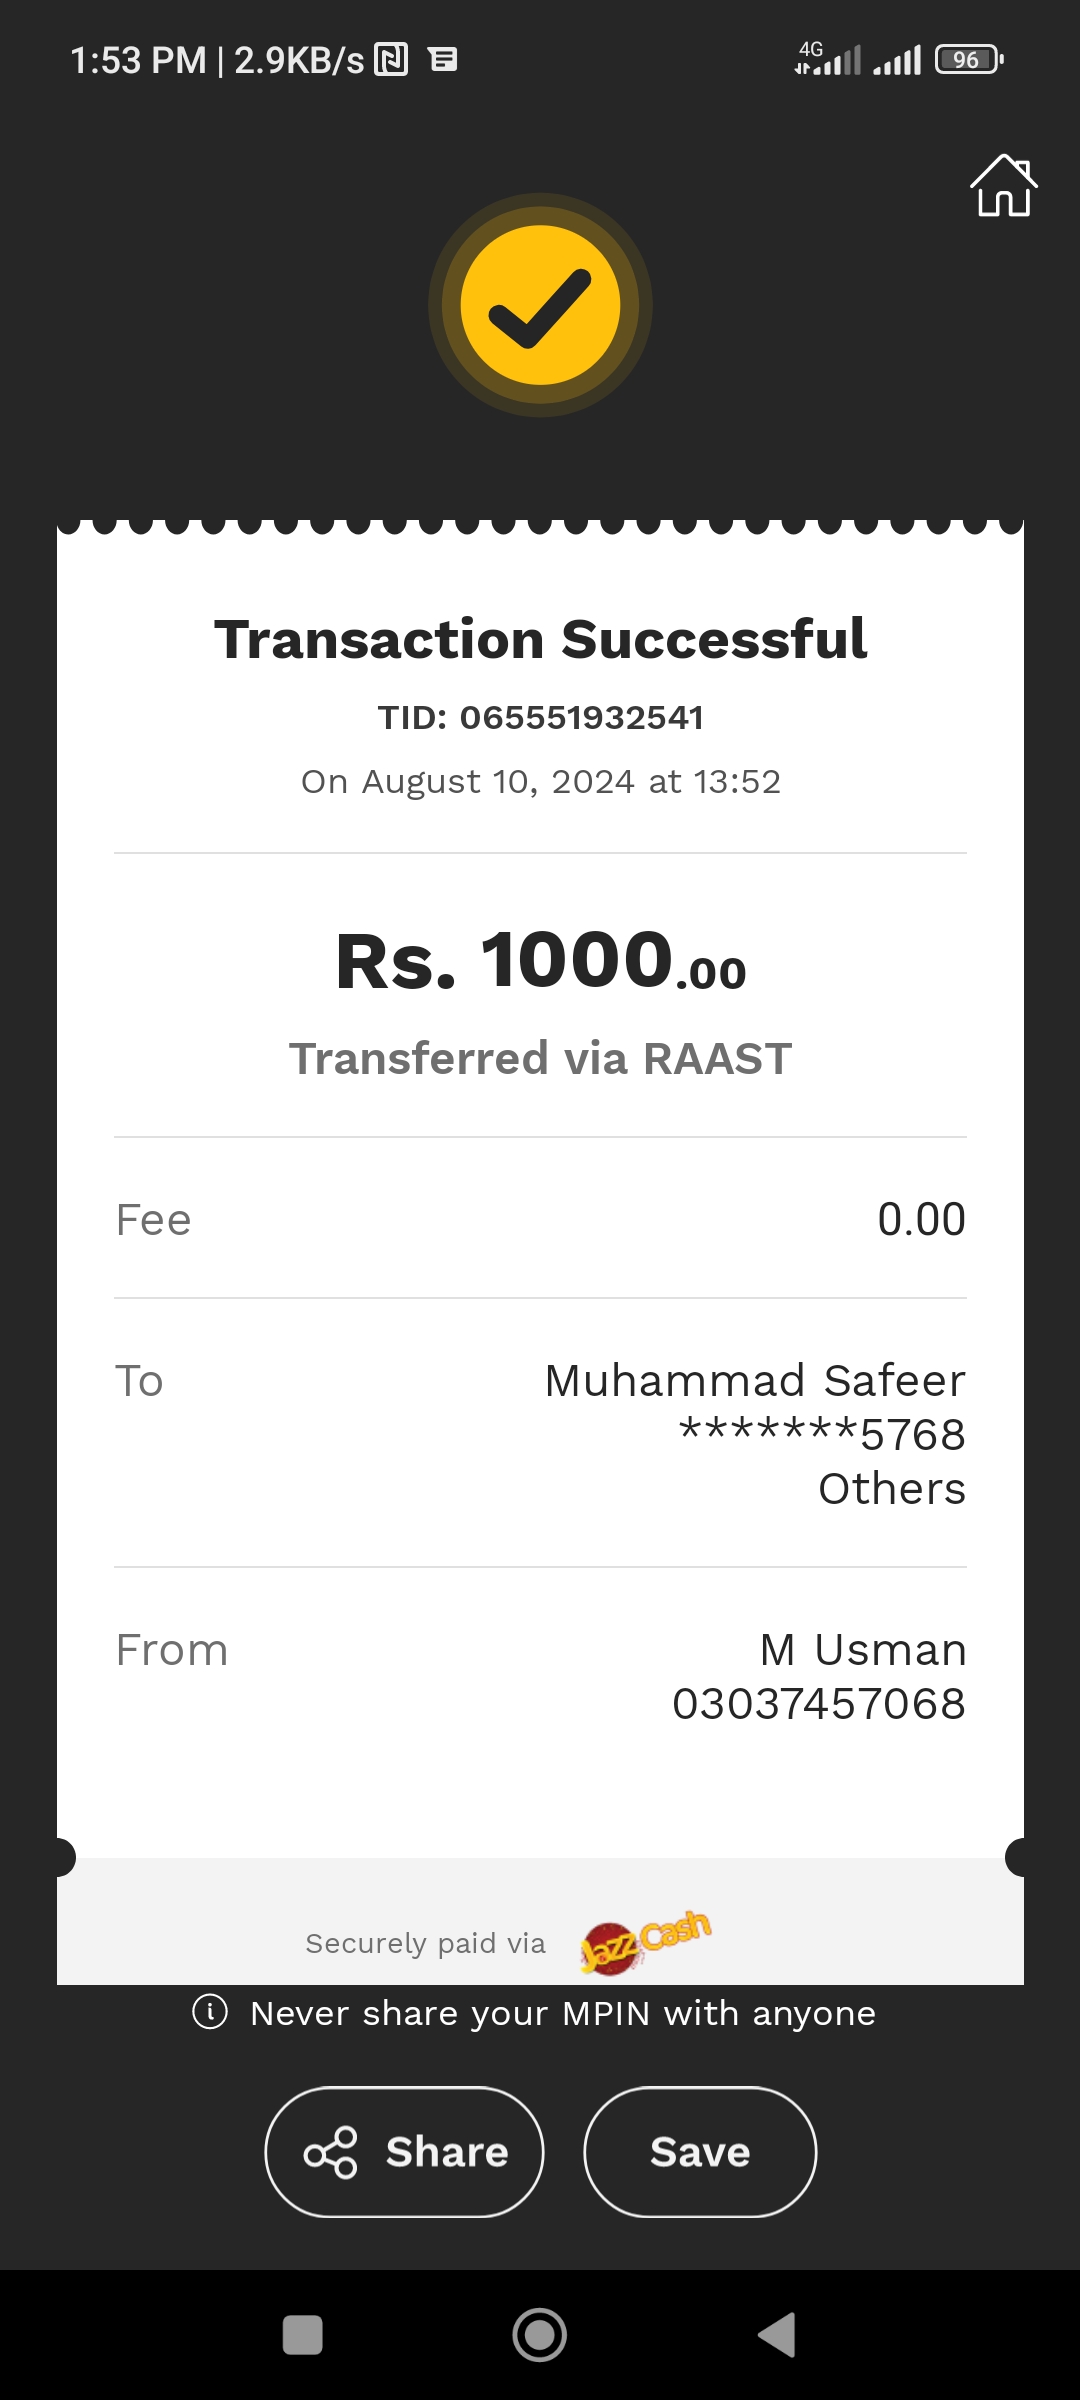 1:53 PM | 2.9KB/s
4G
96
Transaction Successful
TID: 065551932541
On August 10, 2024 at 13:52
Rs. 1000.00
Transferred via RAAST
Fee 0.00
To Muhammad Safeer
*******5768
Others
From M Usman
03037457068
Securely paid via JazzCash
Never share your MPIN with anyone
Share Save